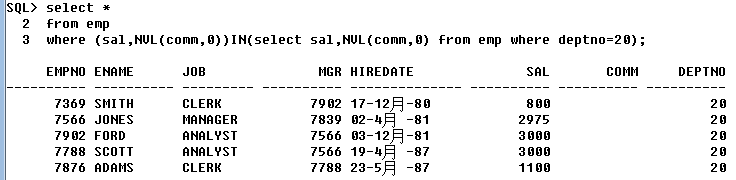 SQL> select *
  2  from emp
  3  where (sal,NVL(comm,0))IN(select sal,NVL(comm,0) from emp where deptno=20);
     EMPNO ENAME      JOB              MGR HIREDATE              SAL       COMM     DEPTNO
---------- ---------- --------- ---------- -------------- ---------- ---------- ----------
      7369 SMITH      CLERK           7902 17-12月-80            800                    20
      7566 JONES      MANAGER         7839 02-4月 -81           2975                    20
      7902 FORD       ANALYST         7566 03-12月-81           3000                    20
      7788 SCOTT      ANALYST         7566 19-4月 -87           3000                    20
      7876 ADAMS      CLERK           7788 23-5月 -87           1100                    20